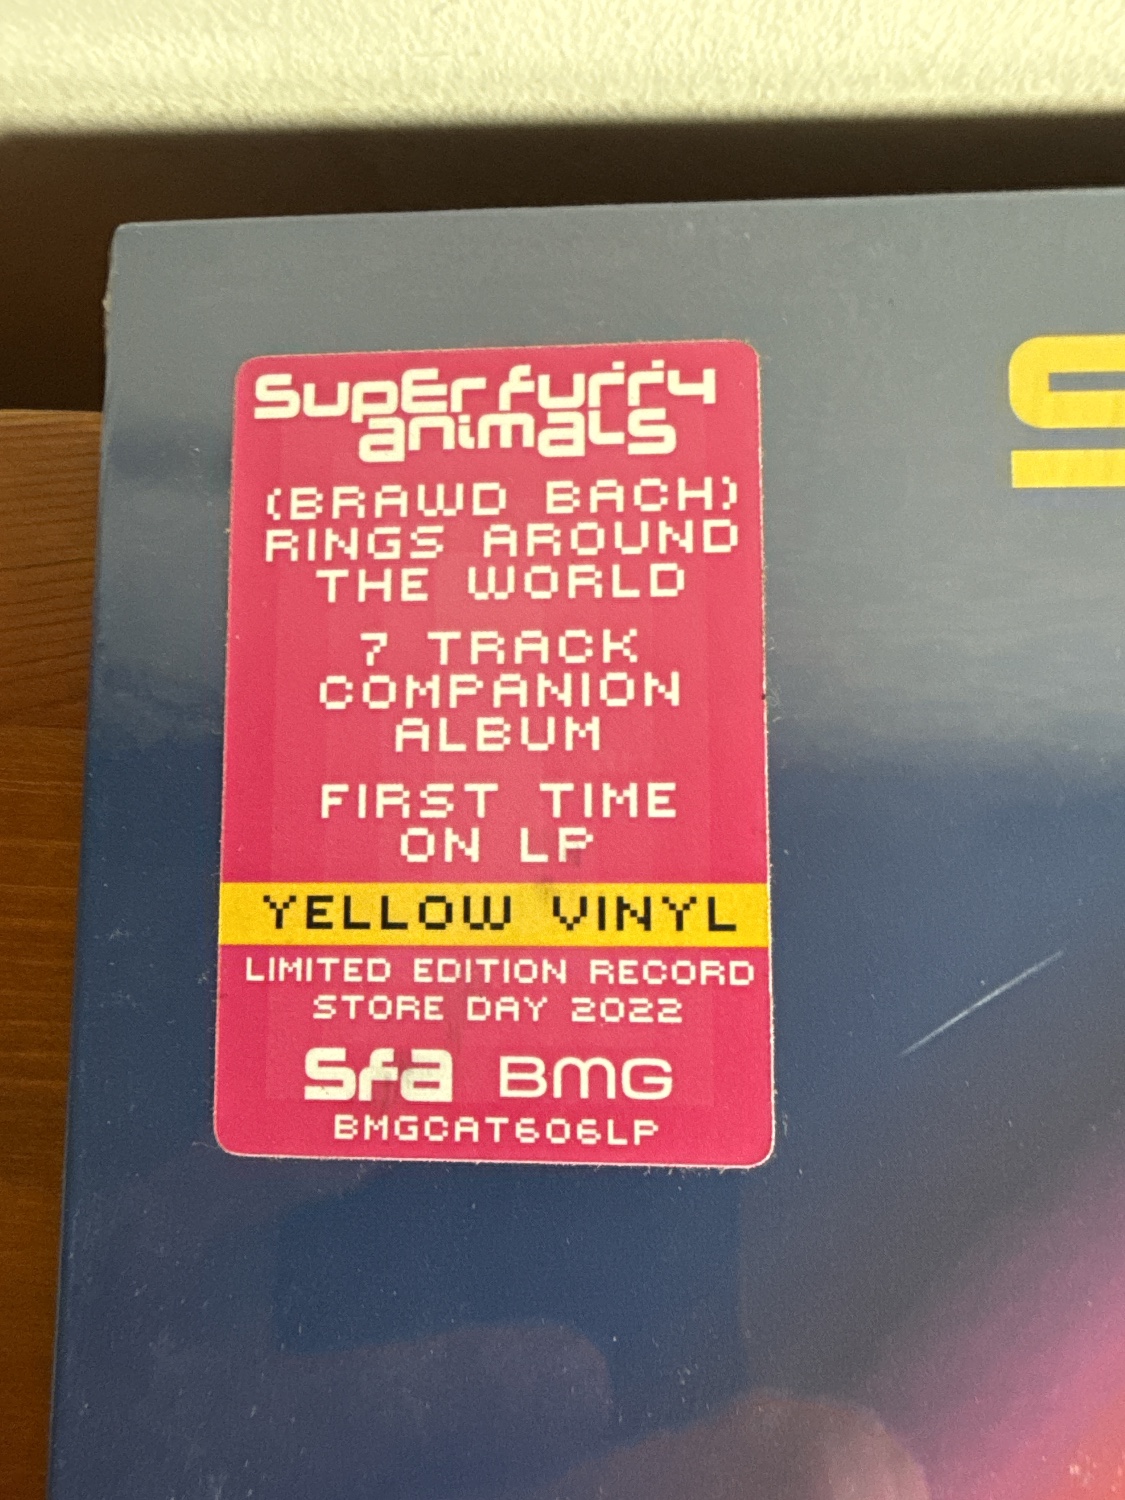 Super furry
animals
(BRAWD BACH)
RINGS AROUND
THE WORLD
7 TRACK
COMPANION
ALBUM
FIRST TIME
ON LP
YELLOW VINYL
LIMITED EDITION RECORD
STORE DAY 2022
sfa BMG
BMGCAT606LP